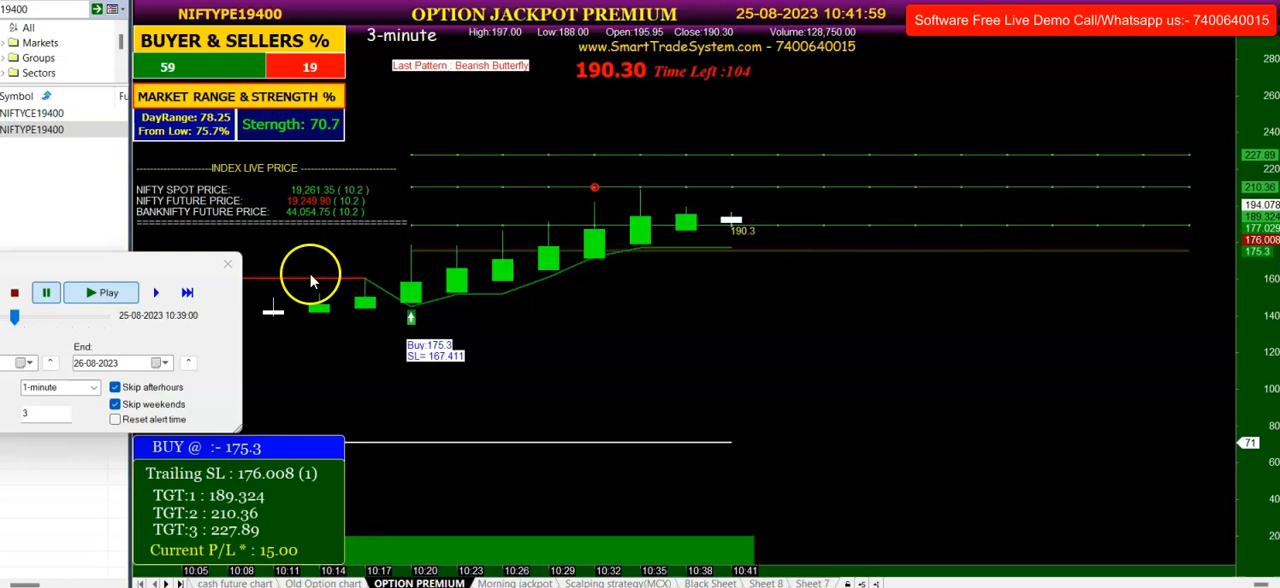 19400
All
Markets
Groups
Sectors
Symbol
Fu
NIFTYCE19400
NIFTYPE19400
NIFTYPE19400
OPTION JACKPOT PREMIUM
25-08-2023 10:41:59
Software Free Live Demo Call/Whatsapp us:- 7400640015
BUYER & SELLERS %
59
19
3-minute
High:197.00 Low:188.00 Open:195.95 Close:190.30 Volume:128,750.00
www.SmartTradeSystem.com - 7400640015
Last Pattern : Bearish Butterfly
190.30 Time Left :104
MARKET RANGE & STRENGTH %
DayRange: 78.25
From Low: 75.7%
Sterngth: 70.7
INDEX LIVE PRICE
NIFTY SPOT PRICE: 19,261.35 ( 10.2 )
NIFTY FUTURE PRICE: 19,249.90 ( 10.2 )
BANKNIFTY FUTURE PRICE: 44,054.75 ( 10.2 )
190.3
Play
25-08-2023 10:39:00
End:
26-08-2023
1-minute
Skip afterhours
Skip weekends
3
Reset alert time
Buy:175.3
SL= 167.411
BUY @ :- 175.3
Trailing SL : 176.008 (1)
TGT:1 : 189.324
TGT:2 : 210.36
TGT:3 : 227.89
Current P/L * : 15.00
280
260
240
227.89
220
210.36
194.078
189.324
177.029
176.008
175.3
160
140
120
100
80
71
60
40
20
10:05 10:08 10:11 10:14 10:17 10:20 10:23 10:26 10:29 10:32 10:35 10:38 10:41
cash future chart Old Option chart OPTION PREMIUM Morning jackpot Scalping strategy(MCX) Black Sheet Sheet 8 Sheet 7